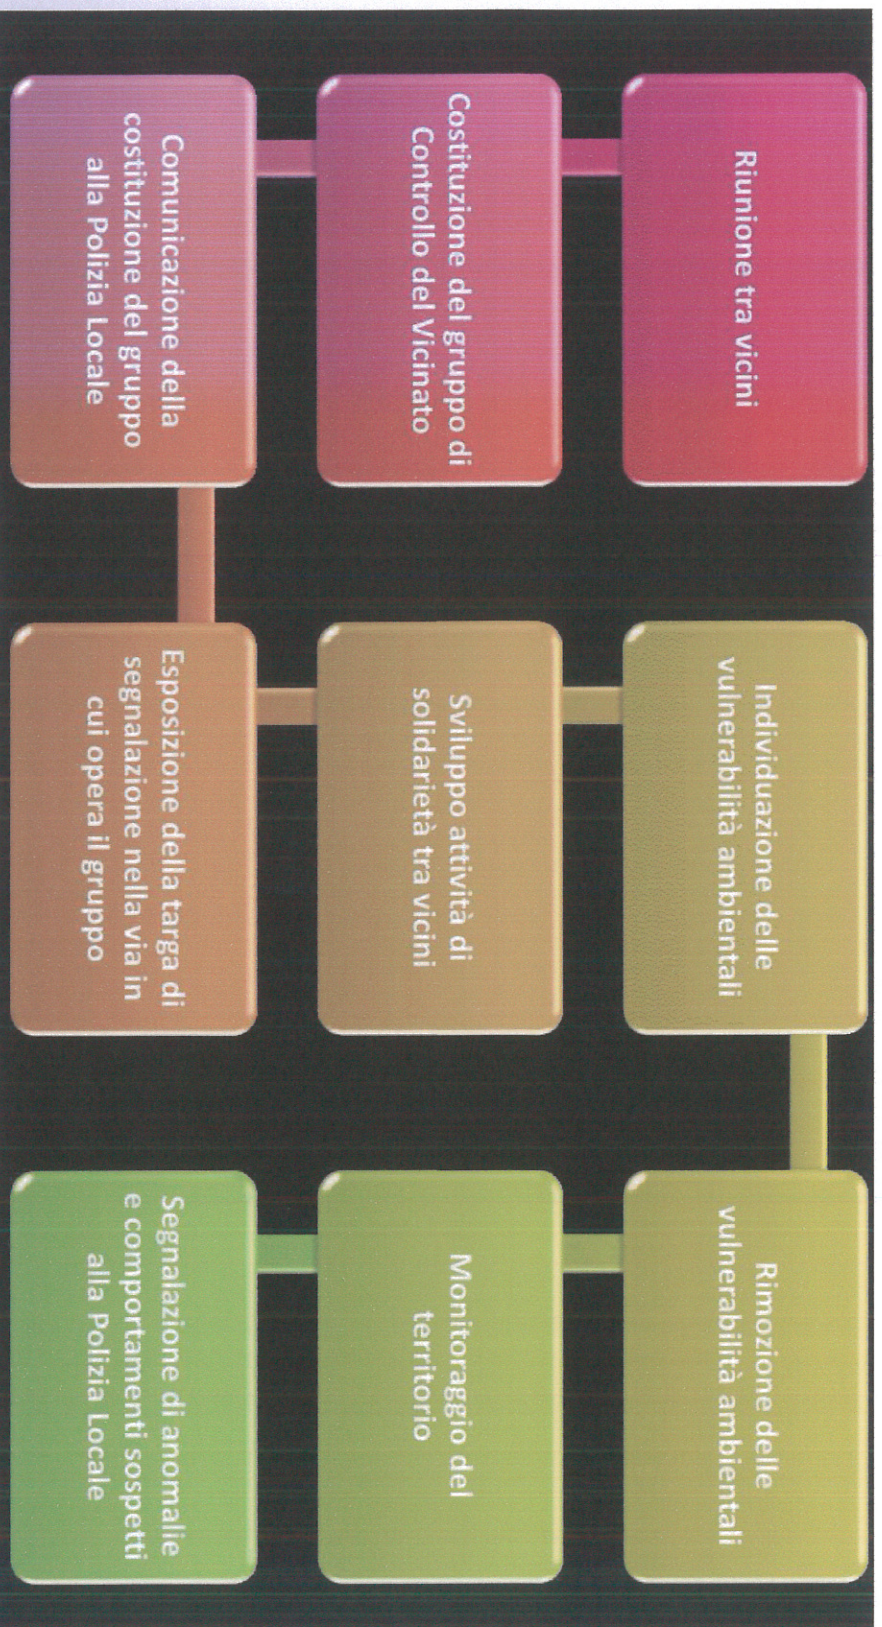 Riunione tra vicini
Costituzione del gruppo di
Controllo del Vicinato
Comunicazione della
costituzione del gruppo
alla Polizia Locale
Esposizione della targa di
segnalazione nella via in
cui opera il gruppo
Sviluppo attività di
solidarietà tra vicini
Individuazione delle
vulnerabilità ambientali
Rimozione delle
vulnerabilità ambientali
Monitoraggio del
territorio
Segnalazione di anomalie
e comportamenti sospetti
alla Polizia Locale